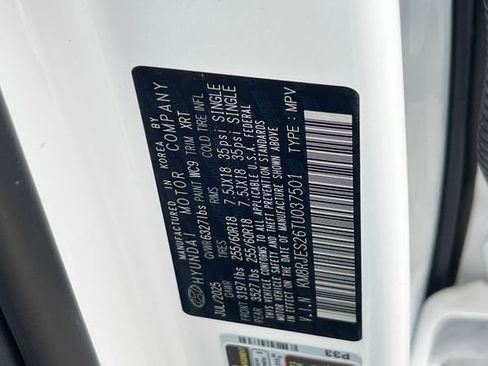 MANUFACTURED IN KOREA BY
HYUNDAI MOTOR COMPANY
JUL/2025 GVWR6327lbs PAINT WC9 TRIM XRT
GAWR TIRES RIMS COLD TIRE INFL
FRONT 3197lbs 255/60R18 7.5JX18 35psi SINGLE
REAR 3527lbs 255/60R18 7.5JX18 35psi SINGLE
THIS VEHICLE CONFORMS TO ALL APPLICABLE U.S.A. FEDERAL
MOTOR VEHICLE SAFETY AND THEFT PREVENTION STANDARDS
IN EFFECT ON THE DATE OF MANUFACTURE SHOWN ABOVE
V.I.N KM8RJES26TU037501 TYPE : MPV
P33